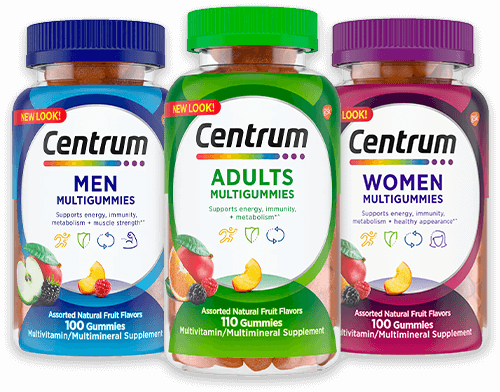 NEW LOOK!
Centrum
MEN
MULTIGUMMIES
Supports energy, immunity,
metabolism + muscle strength*^
Assorted Natural Fruit Flavors
100 Gummies
Multivitamin/Multimineral Supplement
NEW LOOK!
Centrum
ADULTS
MULTIGUMMIES
Supports energy, immunity,
+ metabolism*^
Assorted Natural Fruit Flavors
110 Gummies
Multivitamin/Multimineral Supplement
LOOK!
Centrum
WOMEN
MULTIGUMMIES
Supports energy, immunity,
metabolism + healthy appearance*^
Assorted Natural Fruit Flavors
100 Gummies
Multivitamin/Multimineral Supplement